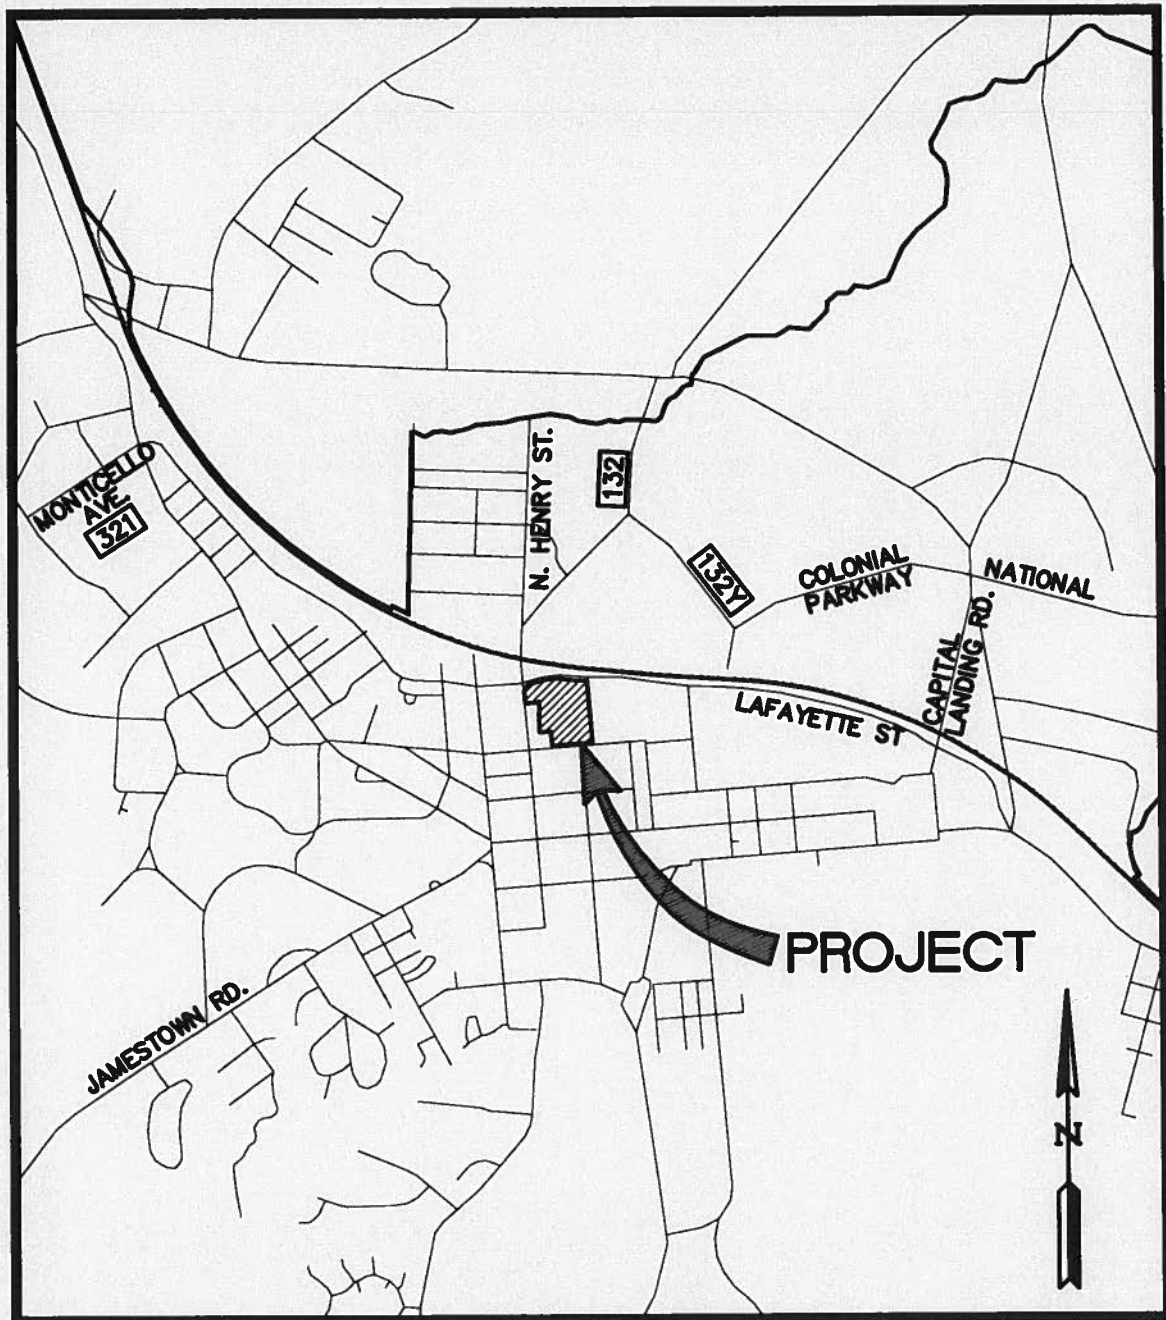 N. HENRY ST.
132
MONTICELLO
AVE.
321
132Y
COLONIAL
PARKWAY
NATIONAL
CAPITAL
LANDING RD.
LAFAYETTE ST
PROJECT
JAMESTOWN RD.
N